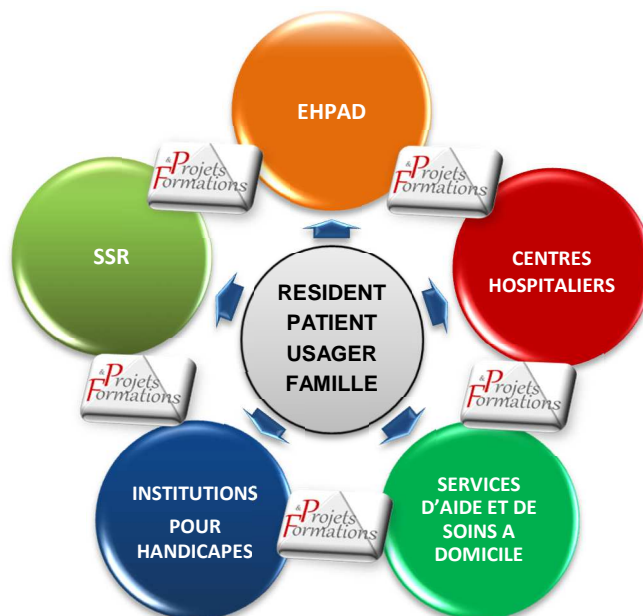 EHPAD
& Projets
Formations
& Projets
Formations
SSR
CENTRES
HOSPITALIERS
RESIDENT
PATIENT
USAGER
FAMILLE
& Projets
Formations
& Projets
Formations
INSTITUTIONS
POUR
HANDICAPES
& Projets
Formations
SERVICES
D’AIDE ET DE
SOINS A
DOMICILE